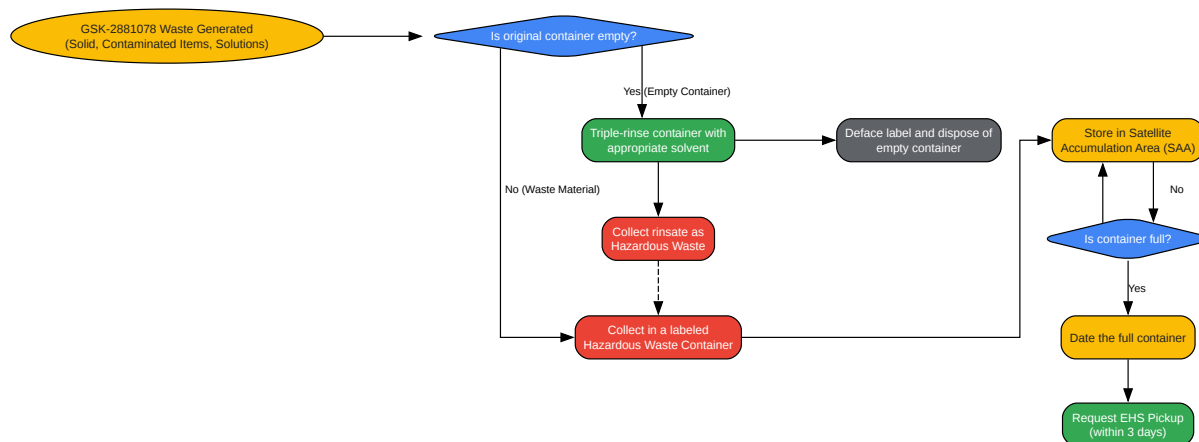 GSK-2881078 Waste Generated
(Solid, Contaminated Items, Solutions)
Is original container empty?
Yes (Empty Container)
Triple-rinse container with
appropriate solvent
Deface label and dispose of
empty container
Store in Satellite
Accumulation Area (SAA)
No (Waste Material)
No
Collect rinsate as
Hazardous Waste
Is container full?
Yes
Collect in a labeled
Hazardous Waste Container
Date the full container
Request EHS Pickup
(within 3 days)